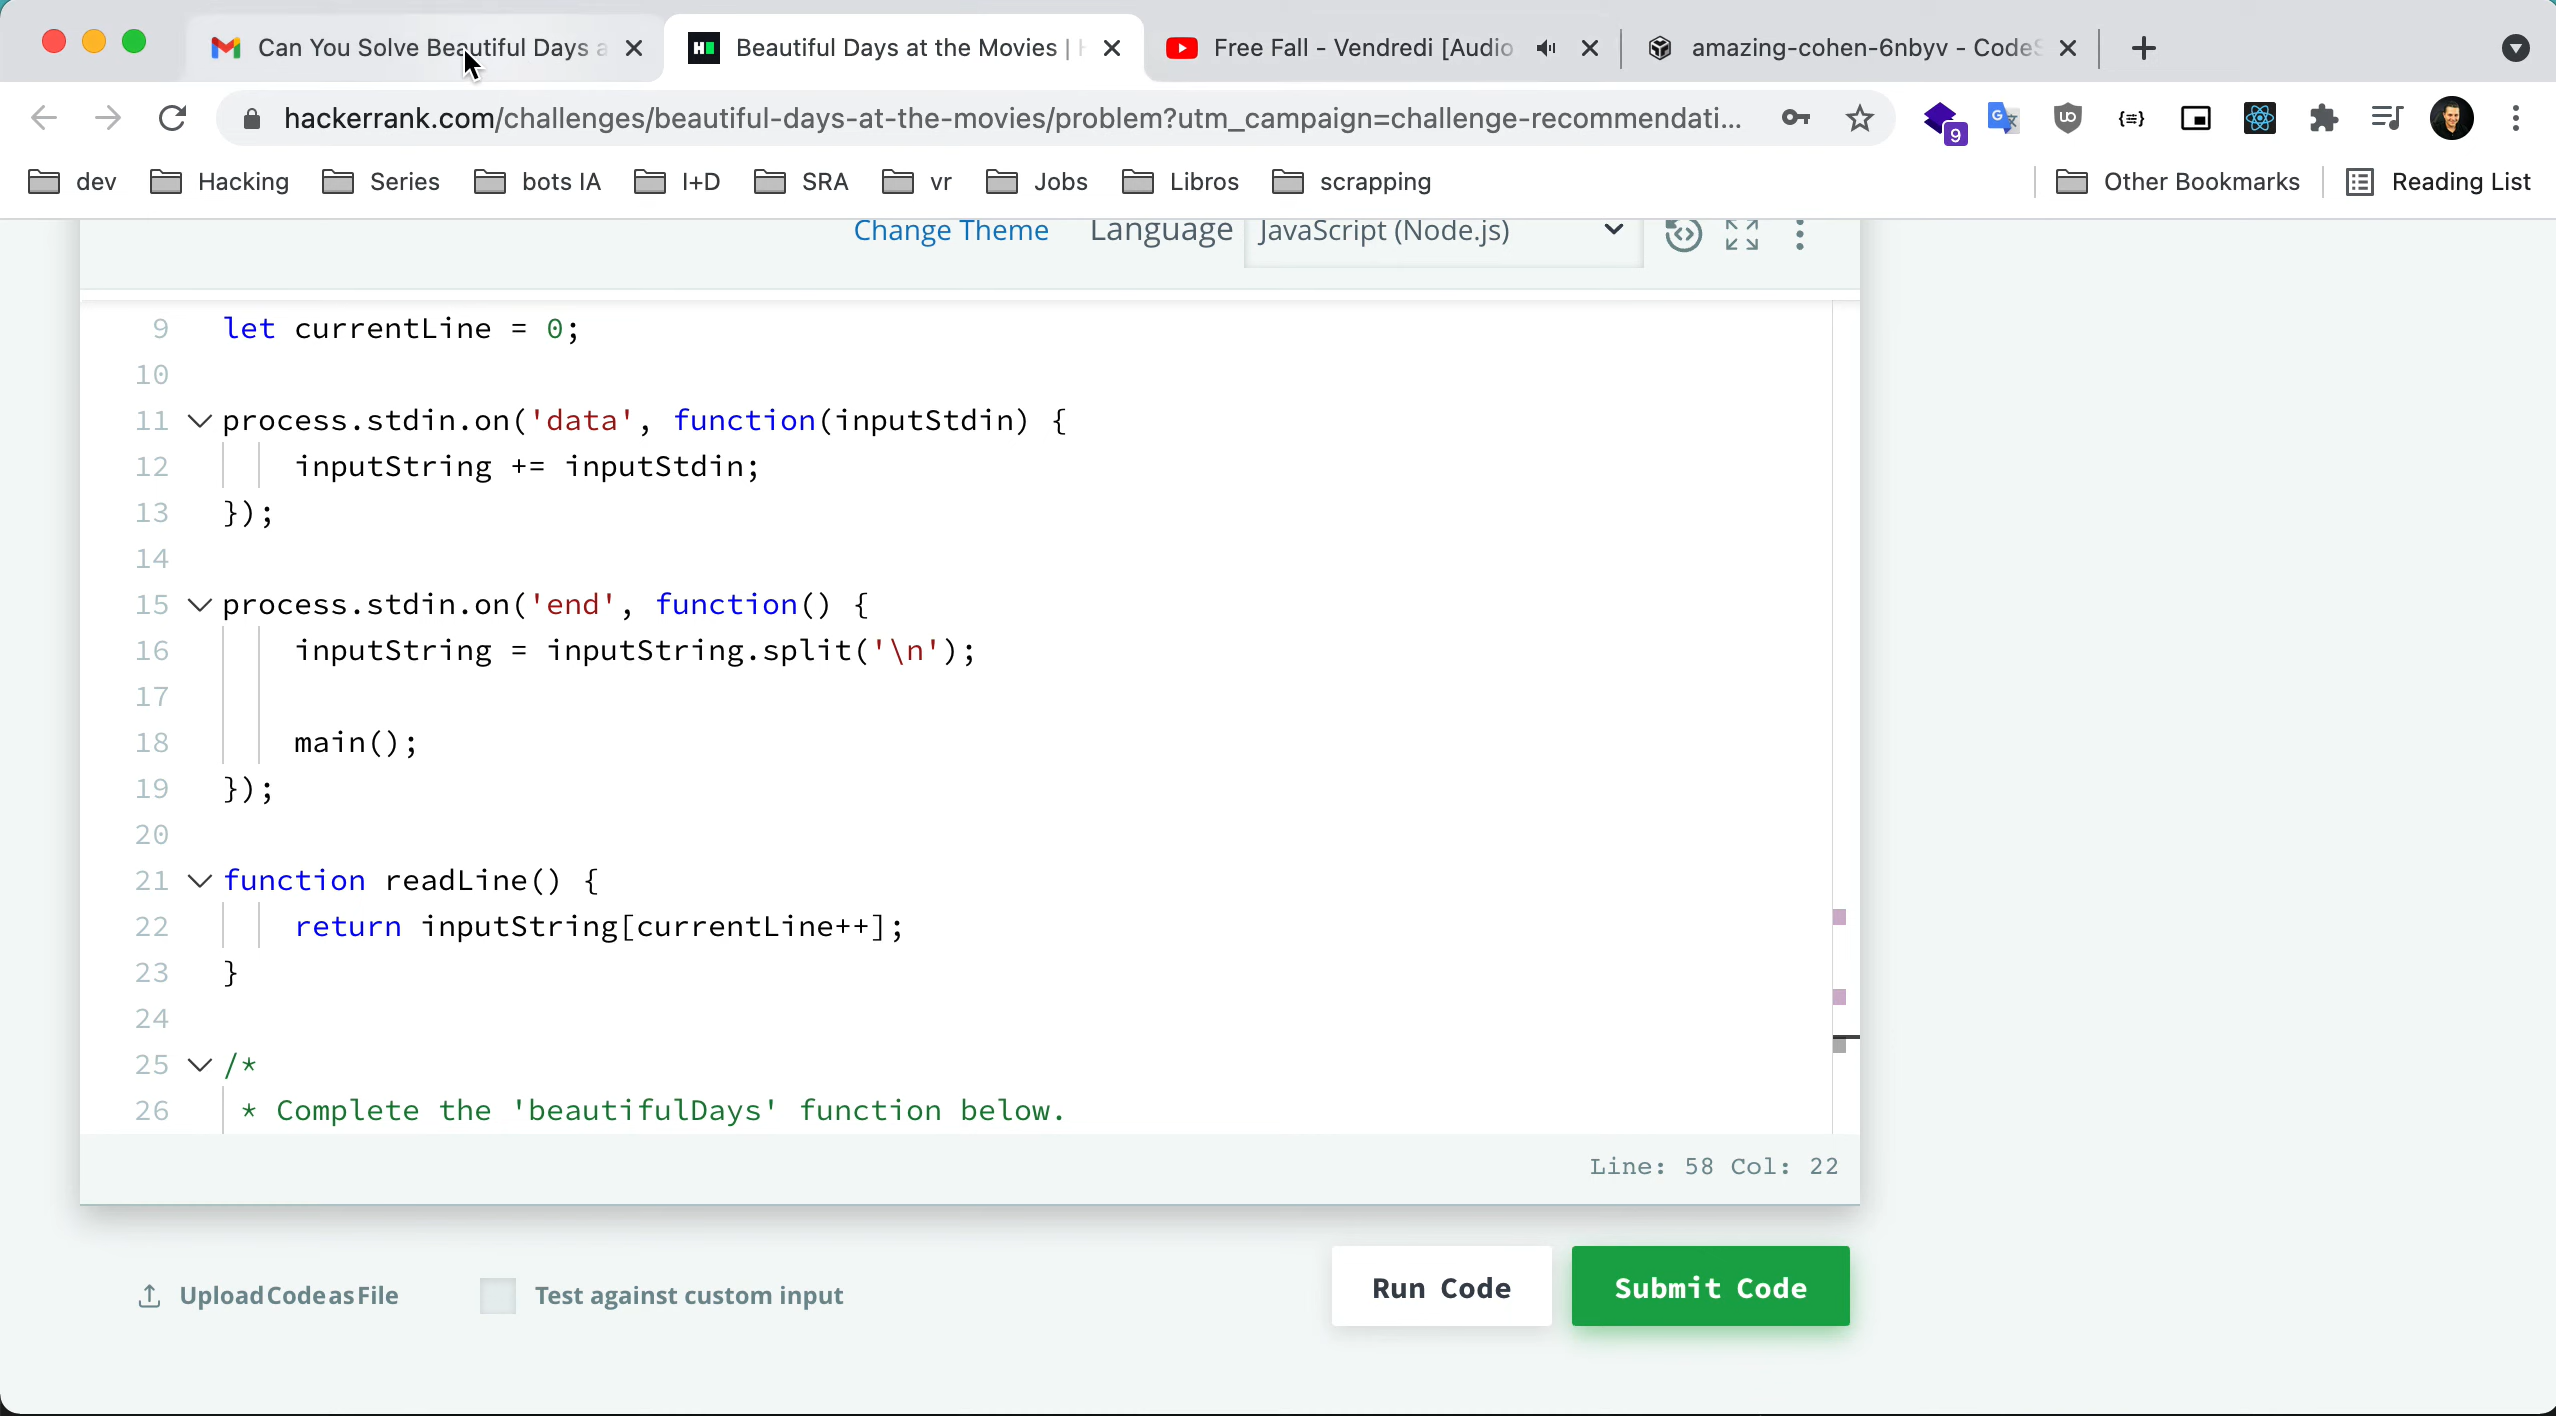 Can You Solve Beautiful Days a
Beautiful Days at the Movies |
Free Fall - Vendredi [Audio
amazing-cohen-6nbyv - CodeS
hackerrank.com/challenges/beautiful-days-at-the-movies/problem?utm_campaign=challenge-recommendati...
9
dev
Hacking
Series
bots IA
I+D
SRA
vr
Jobs
Libros
scrapping
Other Bookmarks
Reading List
Change Theme
Language
JavaScript (Node.js)
9 let currentLine = 0;
10
11 process.stdin.on('data', function(inputStdin) {
12 inputString += inputStdin;
13 });
14
15 process.stdin.on('end', function() {
16 inputString = inputString.split('\n');
17
18 main();
19 });
20
21 function readLine() {
22 return inputString[currentLine++];
23 }
24
25 /*
26 * Complete the 'beautifulDays' function below.
Line: 58 Col: 22
Upload Code as File
Test against custom input
Run Code
Submit Code